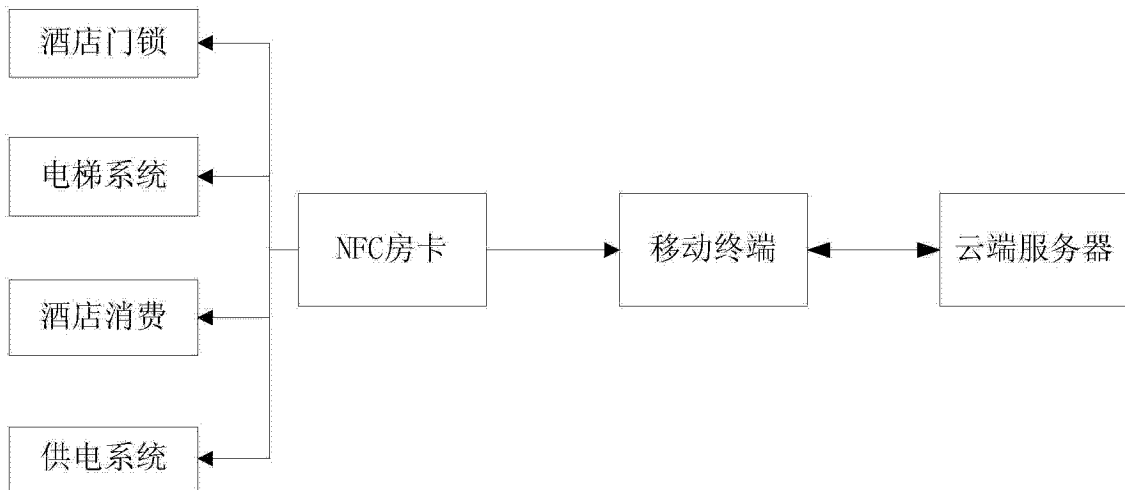 酒店门锁
电梯系统
NFC房卡
移动终端
云端服务器
酒店消费
供电系统